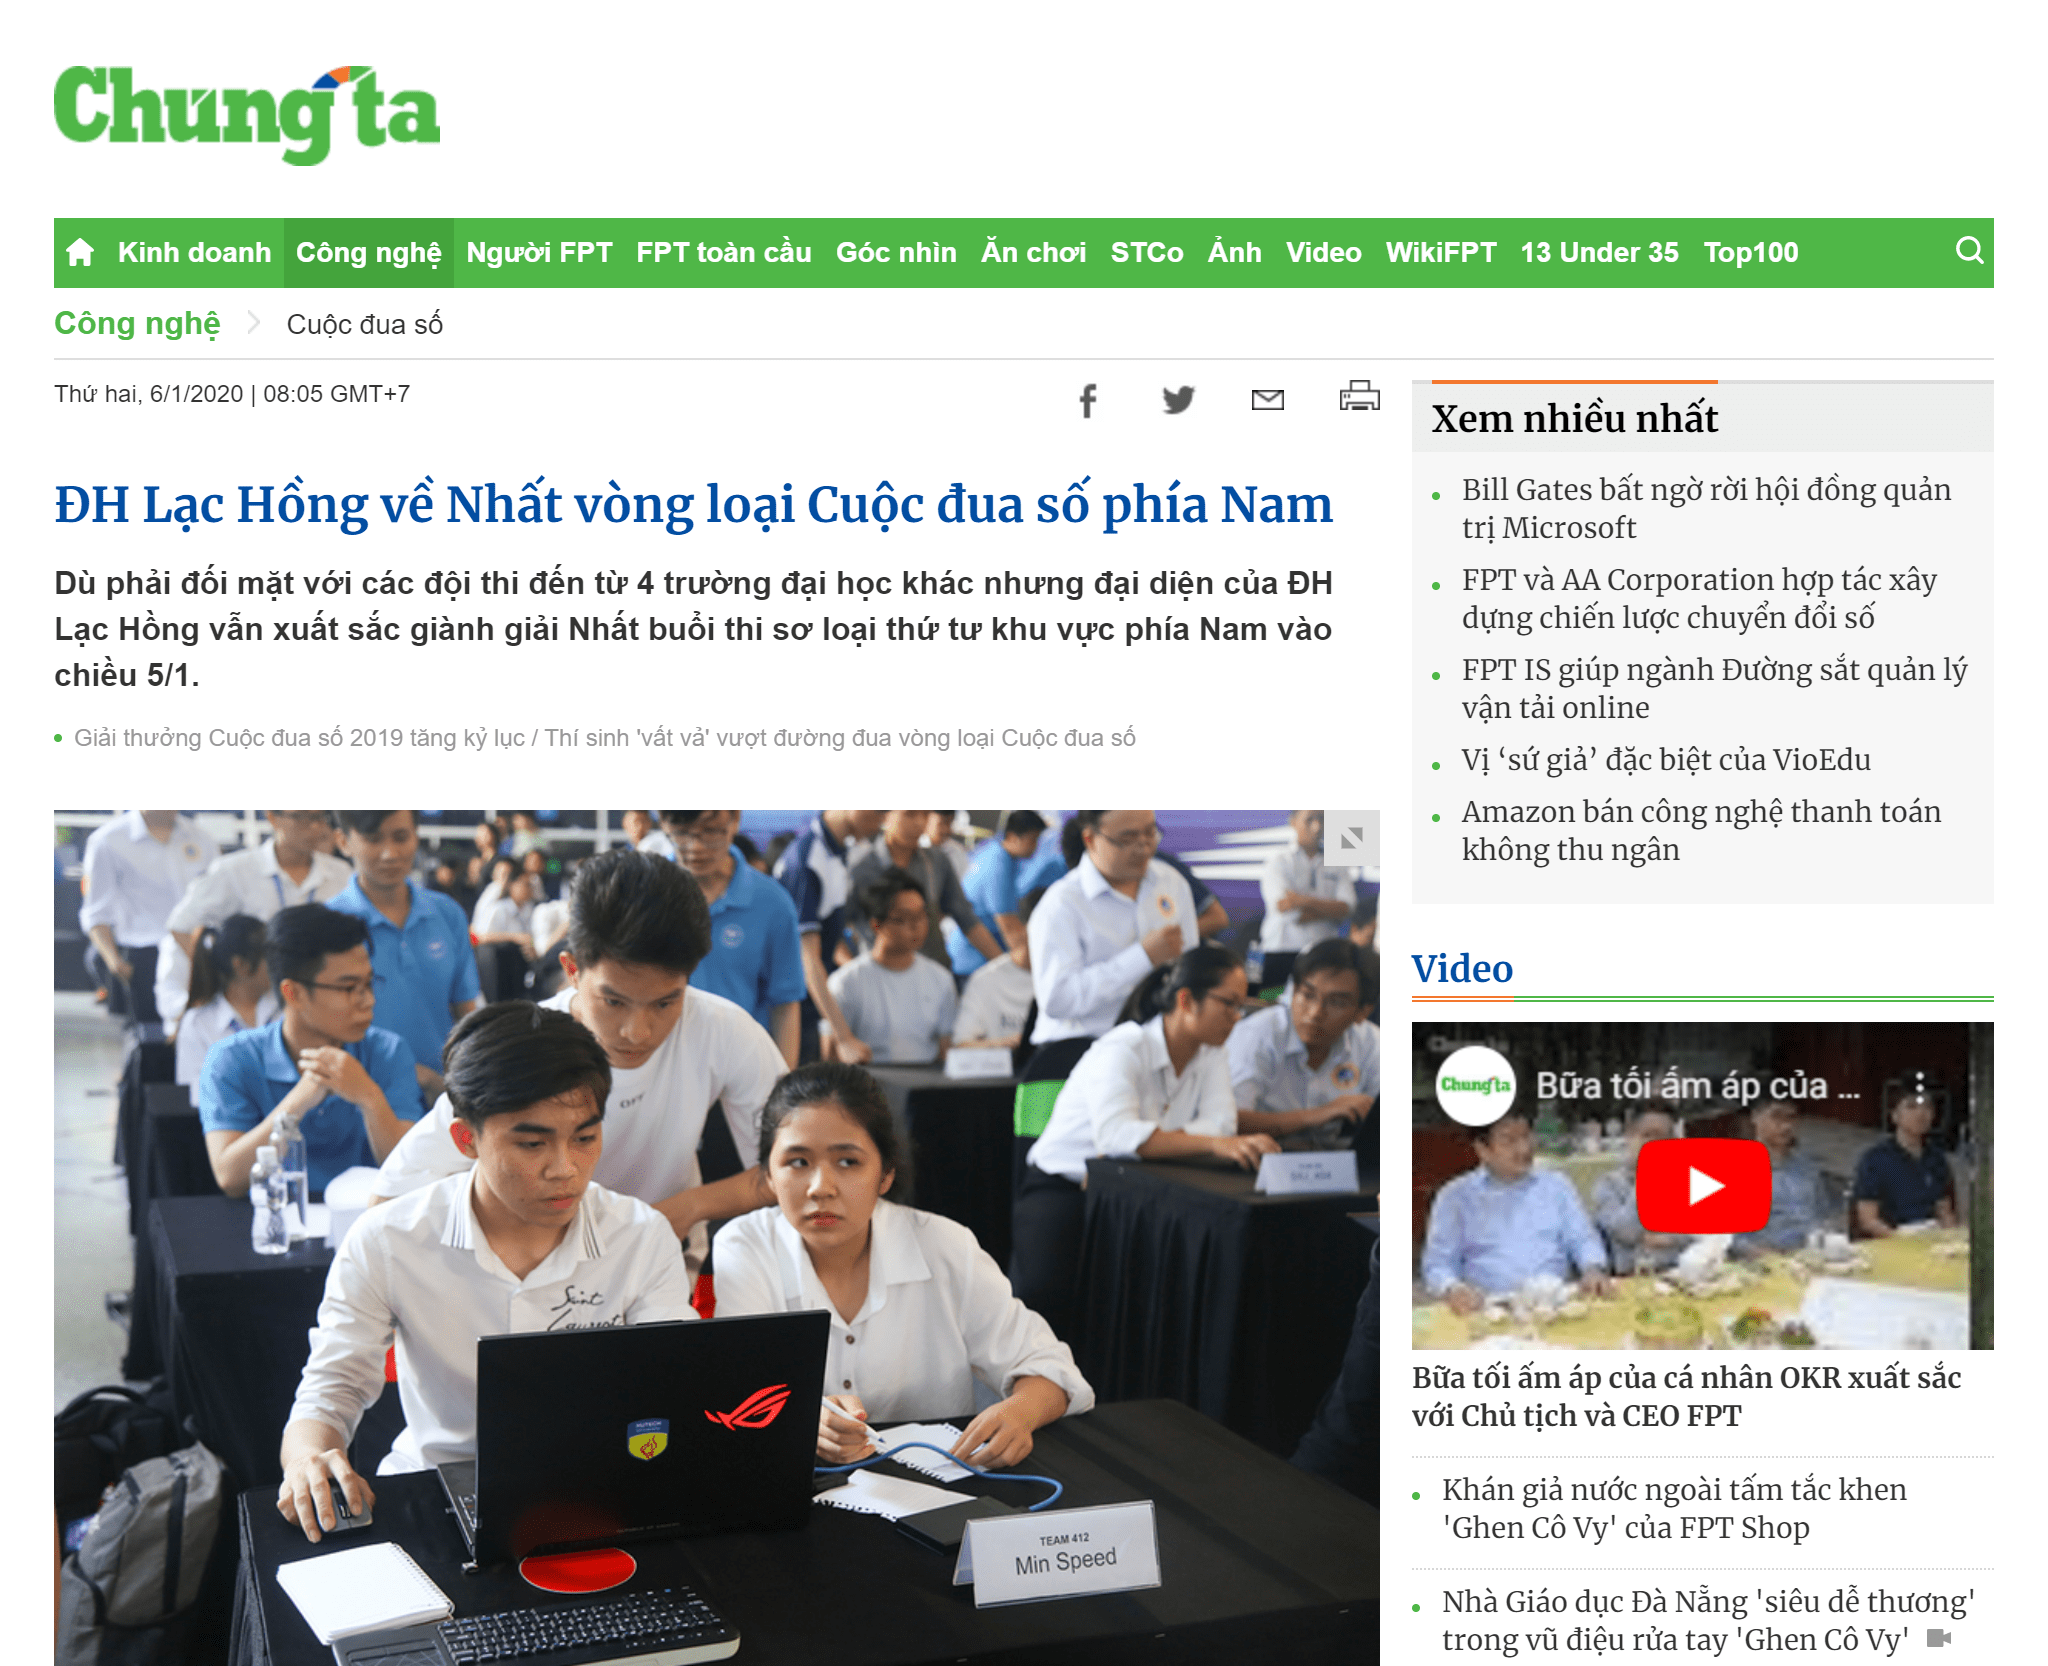 Chúng ta
Kinh doanh Công nghệ Người FPT FPT toàn cầu Góc nhìn Ăn chơi STCo Ảnh Video WikiFPT 13 Under 35 Top100
Công nghệ Cuộc đua số
Thứ hai, 6/1/2020 | 08:05 GMT+7
ĐH Lạc Hồng về Nhất vòng loại Cuộc đua số phía Nam
Dù phải đối mặt với các đội thi đến từ 4 trường đại học khác nhưng đại diện của ĐH
Lạc Hồng vẫn xuất sắc giành giải Nhất buổi thi sơ loại thứ tư khu vực phía Nam vào
chiều 5/1.
Giải thưởng Cuộc đua số 2019 tăng kỷ lục / Thí sinh 'vất vả' vượt đường đua vòng loại Cuộc đua số
OFF
Saint
Laurent
HUTECH
TEAM 412
Min Speed
Xem nhiều nhất
Bill Gates bất ngờ rời hội đồng quản
trị Microsoft
FPT và AA Corporation hợp tác xây
dựng chiến lược chuyển đổi số
FPT IS giúp ngành Đường sắt quản lý
vận tải online
Vị ‘sứ giả’ đặc biệt của VioEdu
Amazon bán công nghệ thanh toán
không thu ngân
Video
Chúng ta
Bữa tối ấm áp của ...
Bữa tối ấm áp của cá nhân OKR xuất sắc
với Chủ tịch và CEO FPT
Khán giả nước ngoài tấm tắc khen
'Ghen Cô Vy' của FPT Shop
Nhà Giáo dục Đà Nẵng 'siêu dễ thương'
trong vũ điệu rửa tay 'Ghen Cô Vy'